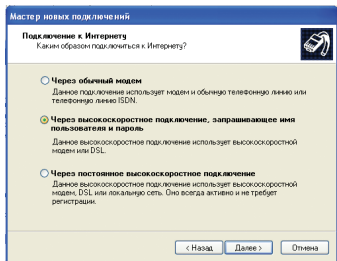 Мастер новых подключений
Подключение к Интернету
Каким образом подключиться к Интернету?
Через обычный модем
Данное подключение использует модем и обычную телефонную линию или
телефонную линию ISDN.
Через высокоскоростное подключение, запрашивающее имя
пользователя и пароль
Данное высокоскоростное подключение использует высокоскоростной
модем или DSL.
Через постоянное высокоскоростное подключение
Данное высокоскоростное подключение использует высокоскоростной
модем, DSL или локальную сеть. Оно всегда активно и не требует
регистрации.
< Назад Далее > Отмена